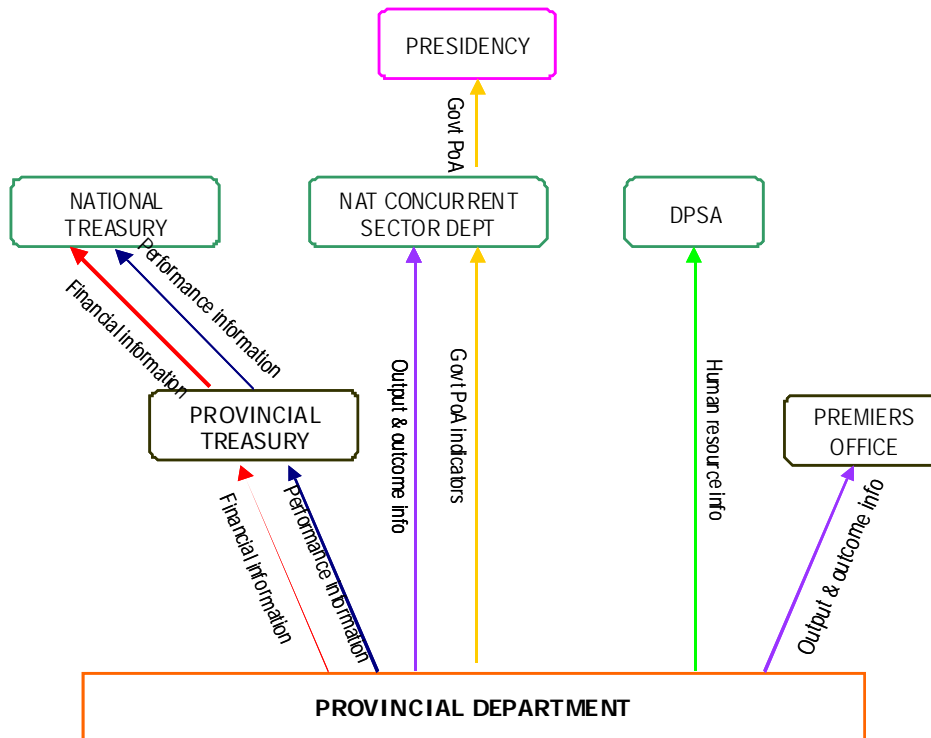 PRESIDENCY
Govt PoA
NATIONAL
TREASURY
NAT CONCURRENT
SECTOR DEPT
DPSA
Performance information
Financial information
PROVINCIAL
TREASURY
Output & outcome info
Govt PoA indicators
Human resource info
PREMIERS
OFFICE
Financial information
Performance information
Output & outcome info
PROVINCIAL DEPARTMENT